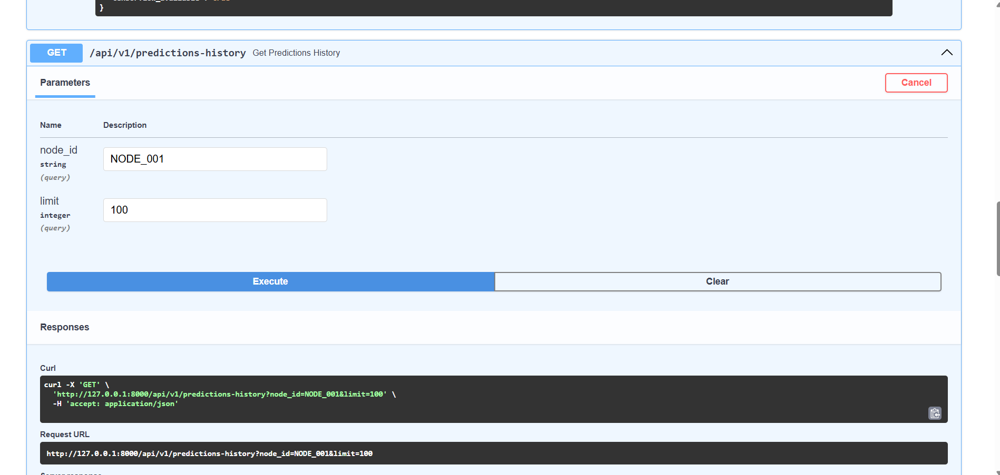 }
GET /api/v1/predictions-history Get Predictions History
Parameters
Cancel
Name Description
node_id
string
(query)
NODE_001
limit
integer
(query)
100
Execute
Clear
Responses
Curl
curl -X 'GET' \
'http://127.0.0.1:8000/api/v1/predictions-history?node_id=NODE_001&limit=100' \
-H 'accept: application/json'
Request URL
http://127.0.0.1:8000/api/v1/predictions-history?node_id=NODE_001&limit=100